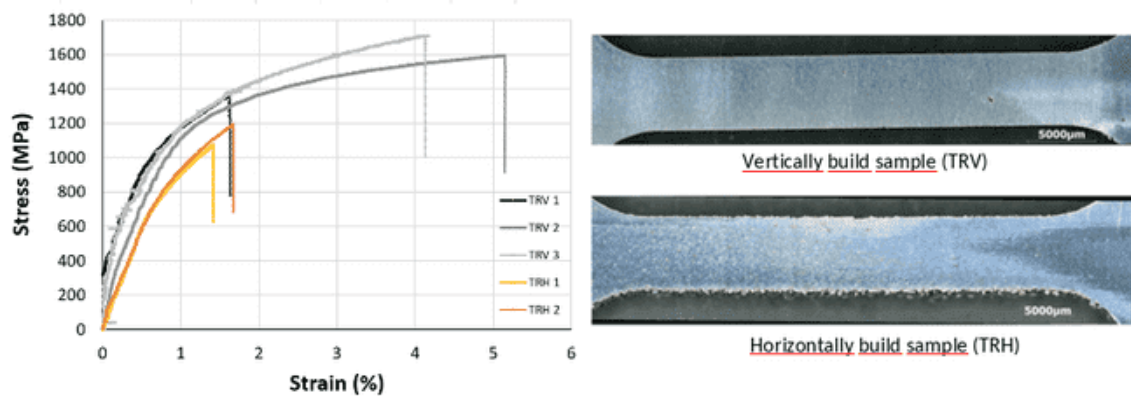 1800
1600
1400
1200
1000
800
600
400
200
0
Stress (MPa)
0 1 2 3 4 5 6
Strain (%)
TRV 1
TRV 2
TRV 3
TRH 1
TRH 2
5000µm
Vertically build sample (TRV)
5000µm
Horizontally build sample (TRH)